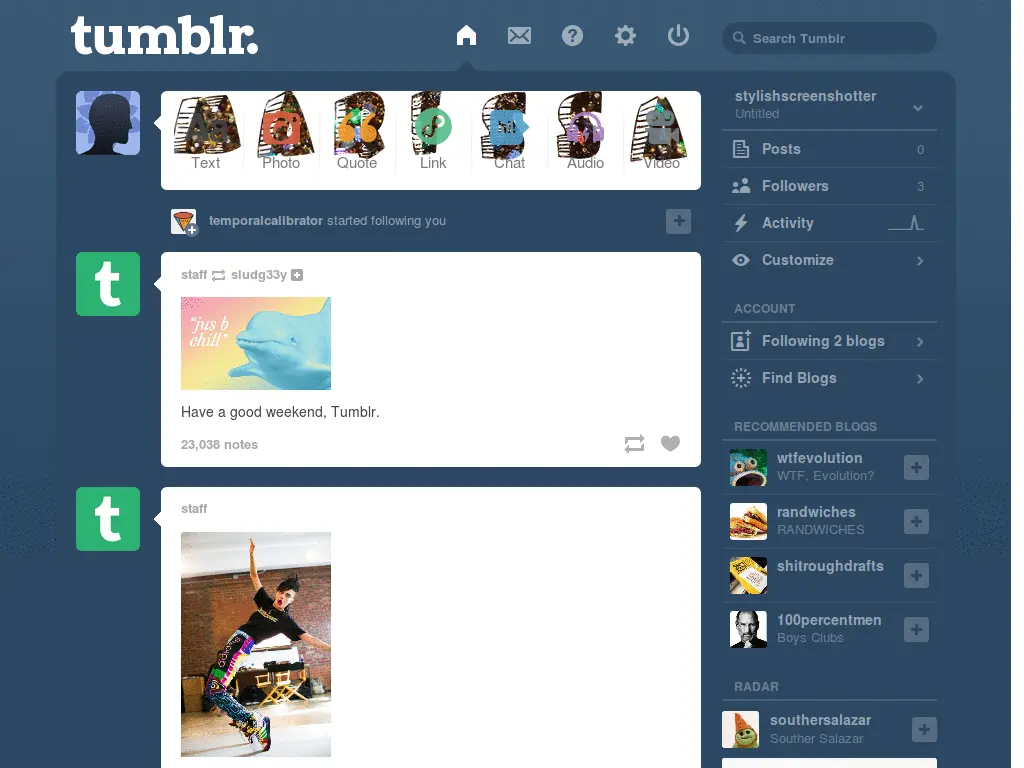 tumblr.
Search Tumblr
Aa
Text
Photo
Quote
Link
hi!
Chat
Audio
Video
temporalcalibrator started following you
t
staff sludg33y
"jus b
chill"
Have a good weekend, Tumblr.
23,038 notes
t
staff
stylishscreenshotter
Untitled
Posts 0
Followers 3
Activity
Customize
ACCOUNT
Following 2 blogs
Find Blogs
RECOMMENDED BLOGS
wtfevolution
WTF, Evolution?
randwiches
RANDWICHES
shitroughdrafts
100percentmen
Boys Clubs
RADAR
southersalazar
Souther Salazar